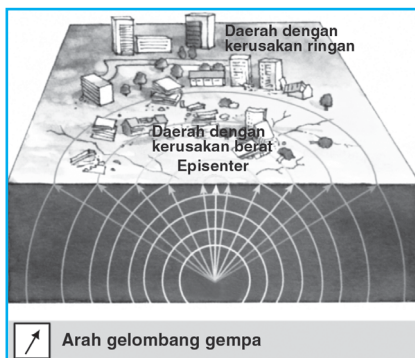 Daerah dengan
kerusakan ringan
Daerah dengan
kerusakan berat
Episenter
Arah gelombang gempa